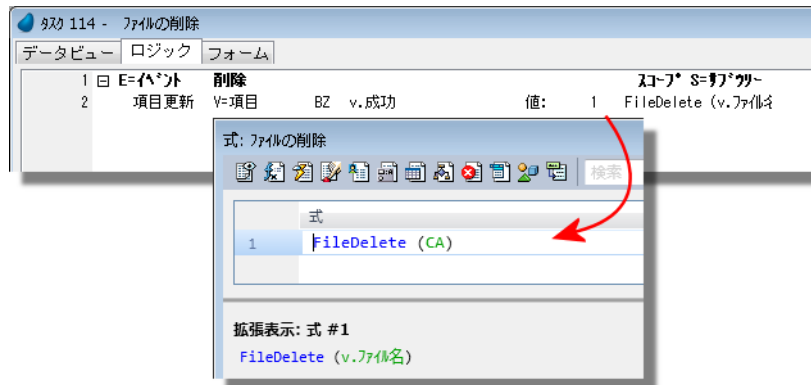 タスク 114 - ファイルの削除
データビュー ロジック フォーム
1 E=イベント 削除 スコープ S=サブツリー
2 項目更新 V=項目 BZ v.成功 値: 1 FileDelete (v.ファイル名
式: ファイルの削除
検索
式
1 FileDelete (CA)
拡張表示: 式 #1
FileDelete (v.ファイル名)